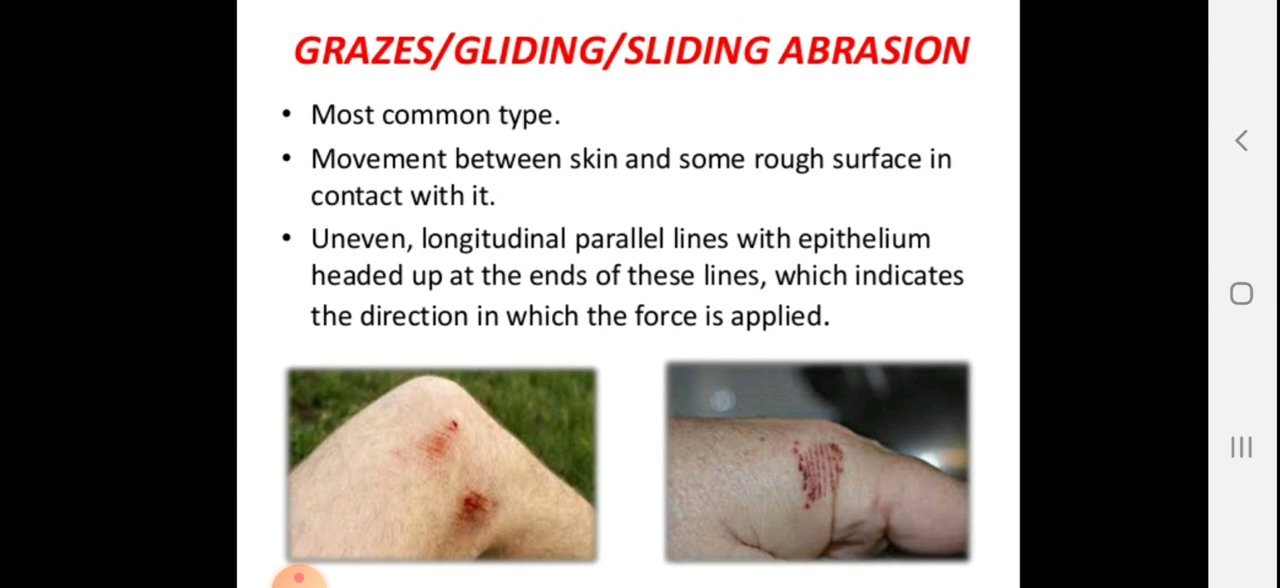 GRAZES/GLIDING/SLIDING ABRASION
• Most common type.
• Movement between skin and some rough surface in
contact with it.
• Uneven, longitudinal parallel lines with epithelium
headed up at the ends of these lines, which indicates
the direction in which the force is applied.